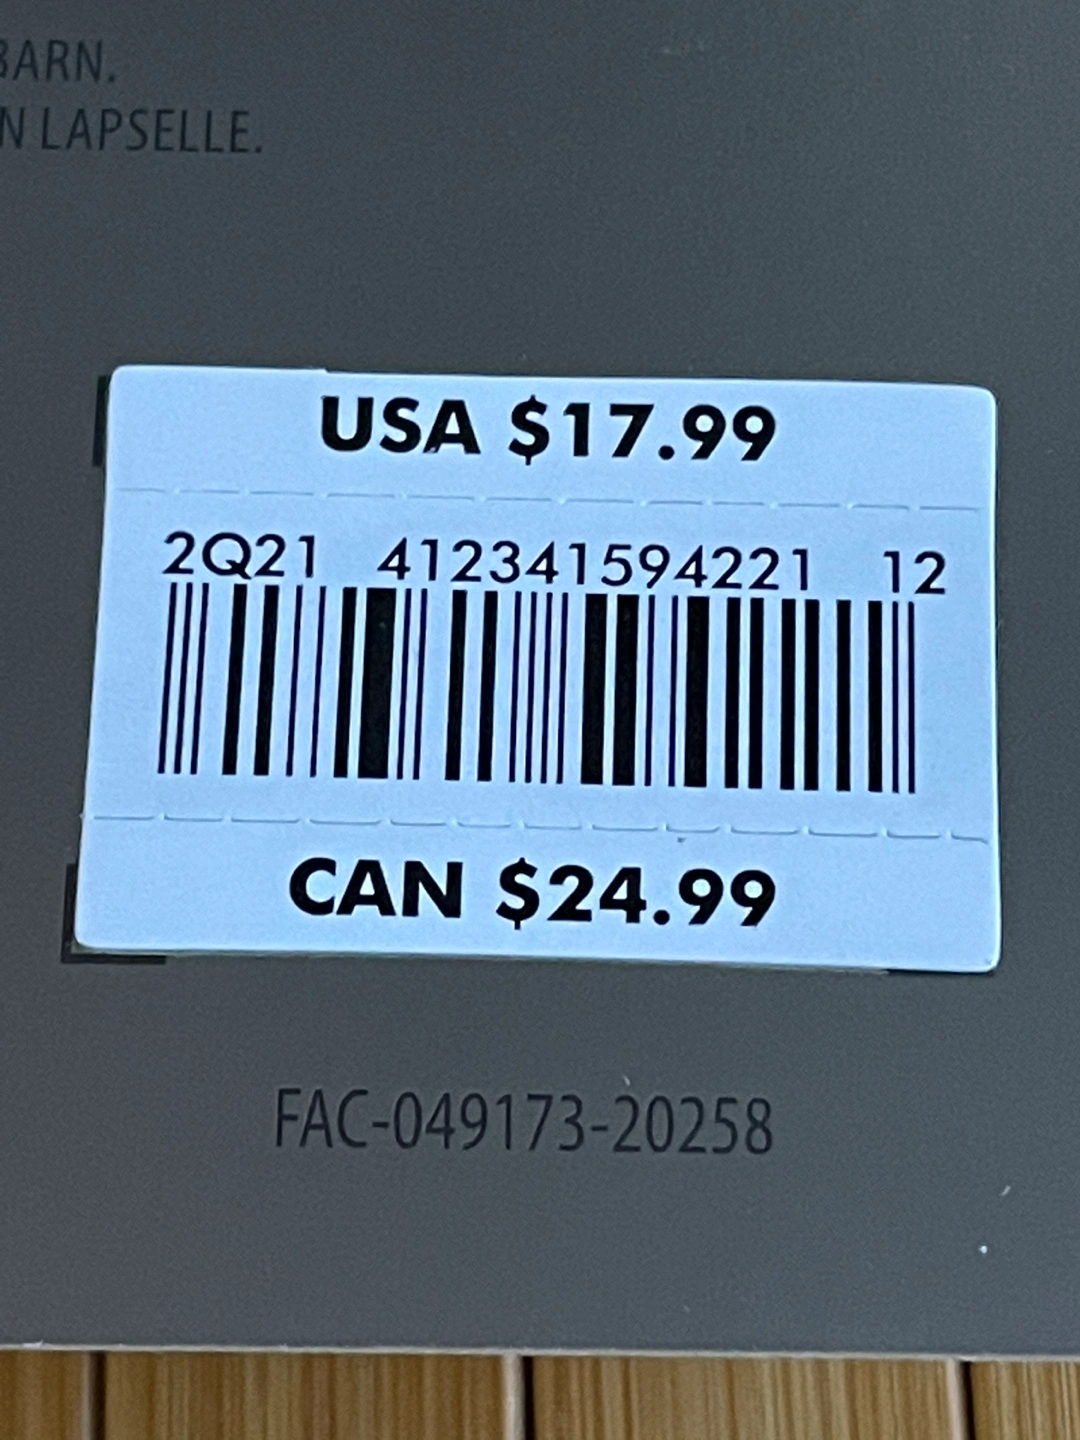 BARN.
N LAPSELLE.
USA $17.99
2Q21 412341594221 12
CAN $24.99
FAC-049173-20258